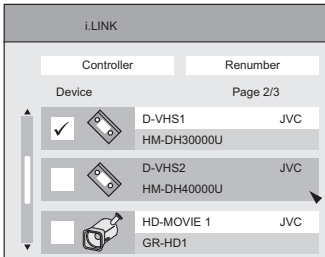 i.LINK
Controller Renumber
Device Page 2/3
D-VHS1 JVC
HM-DH30000U
D-VHS2 JVC
HM-DH40000U
HD-MOVIE 1 JVC
GR-HD1